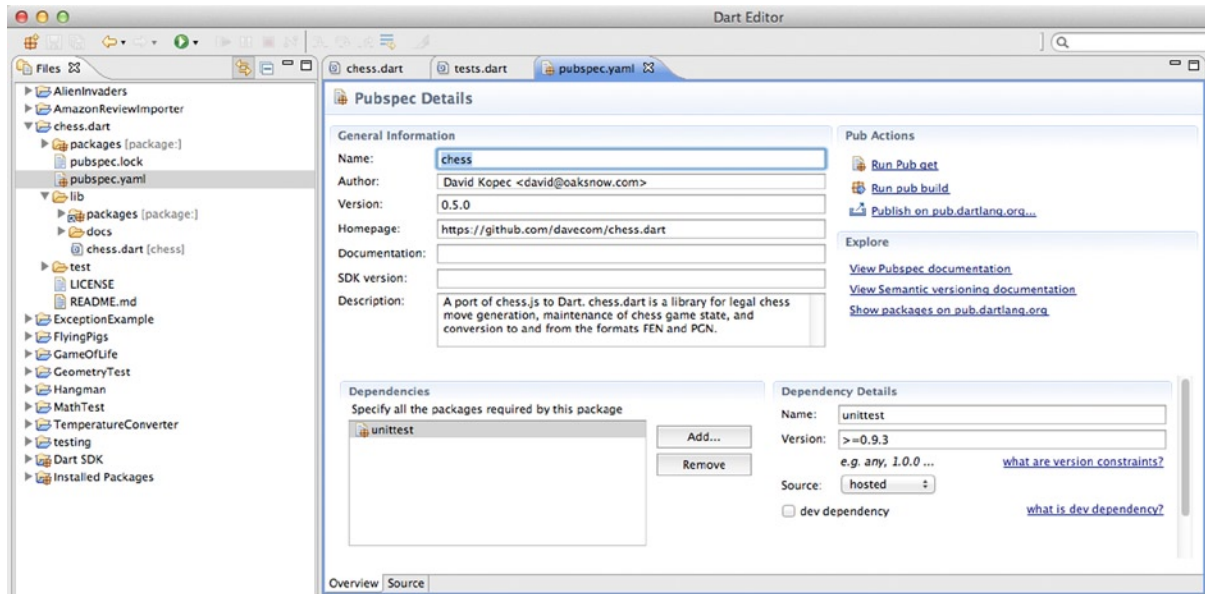 Dart Editor
Files
chess.dart
tests.dart
pubspec.yaml
AlienInvaders
AmazonReviewImporter
chess.dart
packages [package:]
pubspec.lock
pubspec.yaml
lib
packages [package:]
docs
chess.dart [chess]
test
LICENSE
README.md
ExceptionExample
FlyingPigs
GameOfLife
GeometryTest
Hangman
MathTest
TemperatureConverter
testing
Dart SDK
Installed Packages
Pubspec Details
General Information
Name: chess
Author: David Kopec <david@oaksnow.com>
Version: 0.5.0
Homepage: https://github.com/davecom/chess.dart
Documentation:
SDK version:
Description: A port of chess.js to Dart. chess.dart is a library for legal chess
move generation, maintenance of chess game state, and
conversion to and from the formats FEN and PGN.
Pub Actions
Run Pub get
Run pub build
Publish on pub.dartlang.org...
Explore
View Pubspec documentation
View Semantic versioning documentation
Show packages on pub.dartlang.org
Dependencies
Specify all the packages required by this package
unittest
Add...
Remove
Dependency Details
Name: unittest
Version: >=0.9.3
e.g. any, 1.0.0 ... what are version constraints?
Source: hosted
dev dependency what is dev dependency?
Overview Source